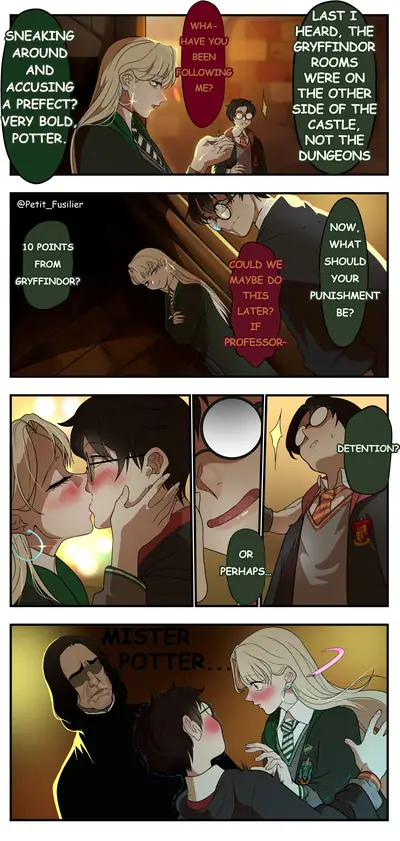 LAST I
HEARD, THE
GRYFFINDOR
ROOMS
WERE ON
THE OTHER
SIDE OF THE
CASTLE,
NOT THE
DUNGEONS
WHA-
HAVE YOU
BEEN
FOLLOWING
ME?
SNEAKING
AROUND
AND
ACCUSING
A PREFECT?
VERY BOLD,
POTTER.
@Petit_Fusilier
NOW,
WHAT
SHOULD
YOUR
PUNISHMENT
BE?
COULD WE
MAYBE DO
THIS
LATER?
IF
PROFESSOR-
10 POINTS
FROM
GRYFFINDOR?
DETENTION?
OR
PERHAPS...
MISTER
POTTER...